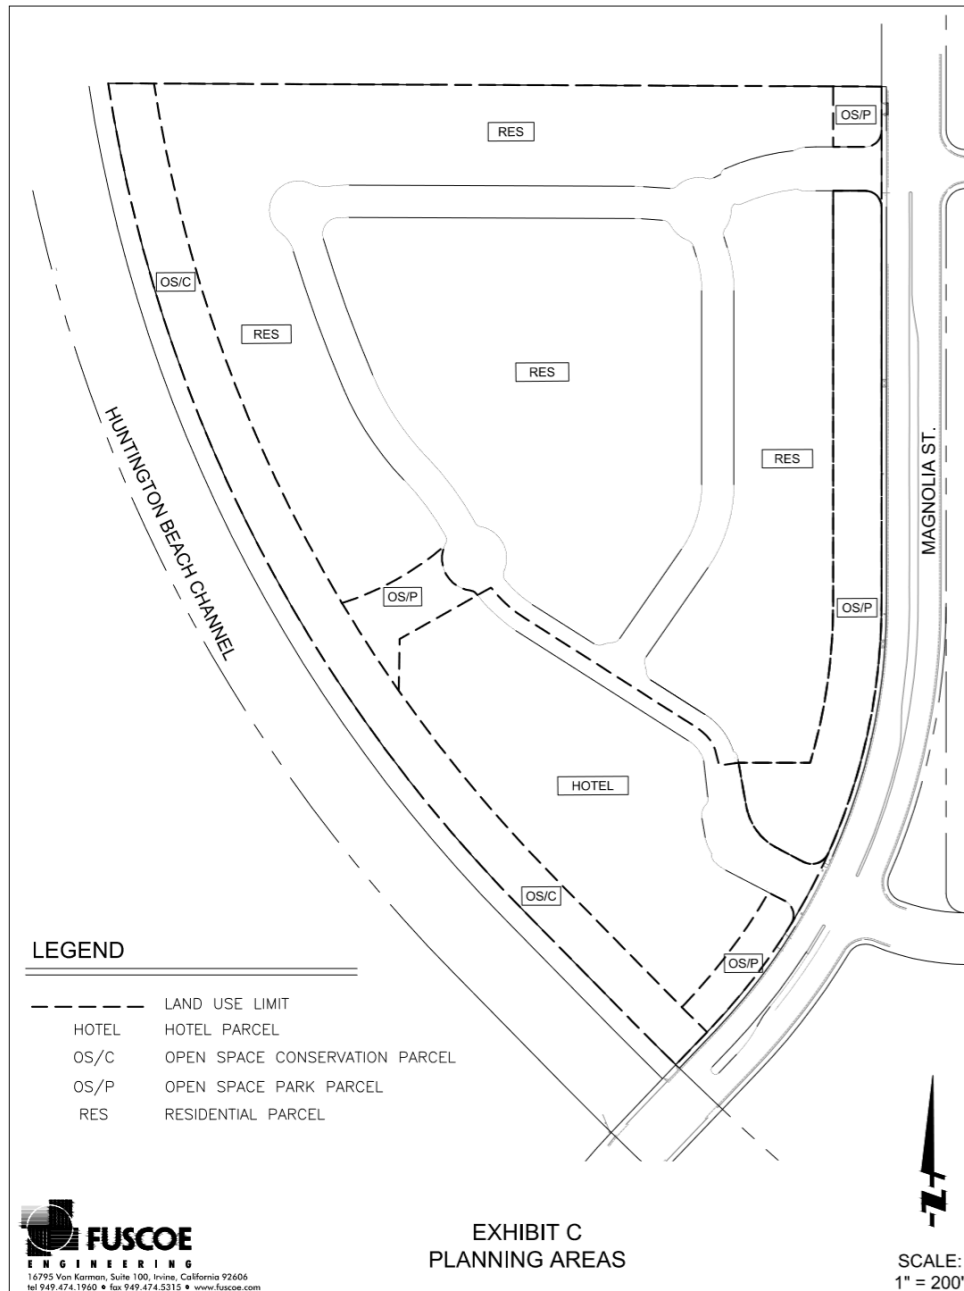 OS/P
RES
OS/C
RES
RES
RES
HUNTINGTON BEACH CHANNEL
MAGNOLIA ST.
OS/P
OS/P
HOTEL
OS/C
OS/P
LEGEND
LAND USE LIMIT
HOTEL HOTEL PARCEL
OS/C OPEN SPACE CONSERVATION PARCEL
OS/P OPEN SPACE PARK PARCEL
RES RESIDENTIAL PARCEL
FUSCOE
ENGINEERING
16795 Von Karman, Suite 100, Irvine, California 92606
tel 949.474.1960 • fax 949.474.5315 • www.fuscoe.com
EXHIBIT C
PLANNING AREAS
N
SCALE:
1" = 200'